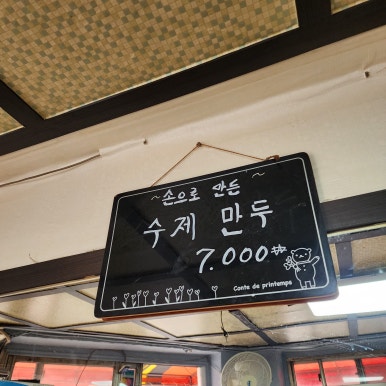 ~손으로 만든~
수제 만두
7.000₩
Conte de printemps